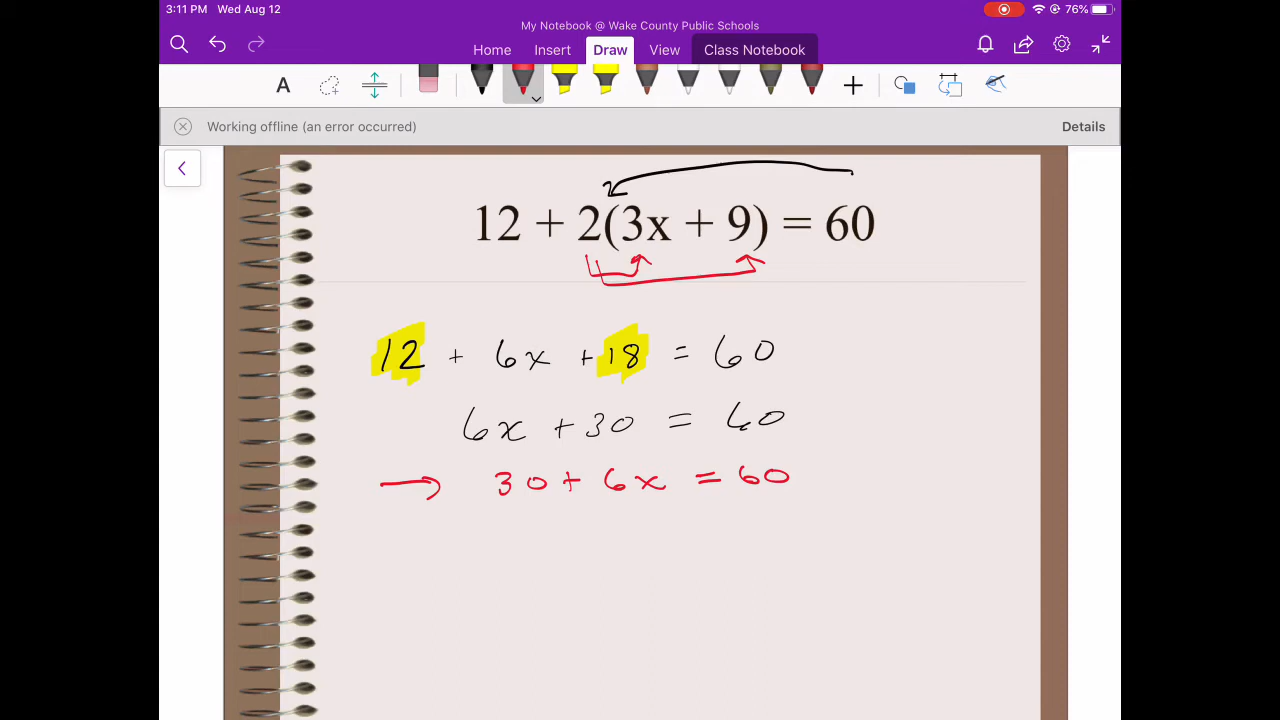 3:11 PM Wed Aug 12
76%
My Notebook @ Wake County Public Schools
Home Insert Draw View Class Notebook
A
Working offline (an error occurred) Details
12 + 2(3x + 9) = 60
12 + 6x + 18 = 60
6x + 30 = 60
→ 30 + 6x = 60